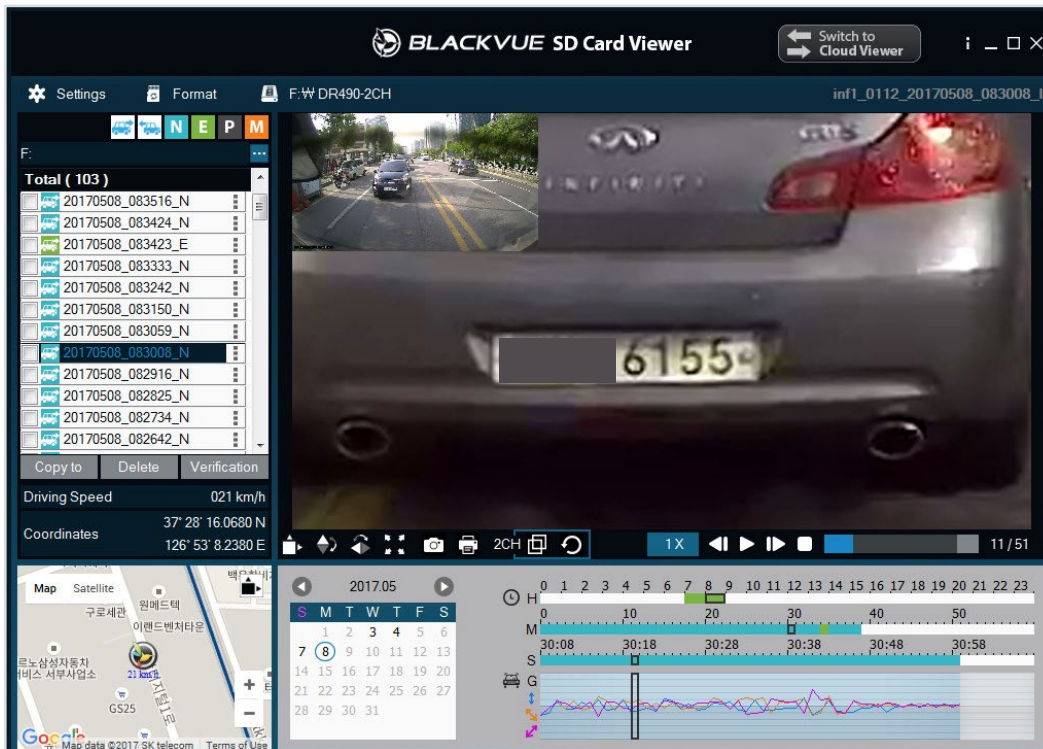 BLACKVUE SD Card Viewer
Switch to
Cloud Viewer
Settings
Format
F:₩ DR490-2CH
inf1_0112_20170508_083008_
N E P M
F:
Total ( 103 )
20170508_083516_N
20170508_083424_N
20170508_083423_E
20170508_083333_N
20170508_083242_N
20170508_083150_N
20170508_083059_N
20170508_083008_N
20170508_082916_N
20170508_082825_N
20170508_082734_N
20170508_082642_N
Copy to
Delete
Verification
Driving Speed
021 km/h
Coordinates
37° 28' 16.0680 N
126° 53' 8.2380 E
INFINITI
6155
2CH
1X
11 / 51
Map
Satellite
구로세관
원메드텍
이랜드벤처타운
21 km/h
GS25
디지털1로
Google
Map data ©2017 SK telecom
Terms of Use
2017.05
S M T W T F S
1 2 3 4 5 6
7 8 9 10 11 12 13
14 15 16 17 18 19 20
21 22 23 24 25 26 27
28 29 30 31
0 1 2 3 4 5 6 7 8 9 10 11 12 13 14 15 16 17 18 19 20 21 22 23
H
0 10 20 30 40 50
M
30:08 30:18 30:28 30:38 30:48 30:58
S
G